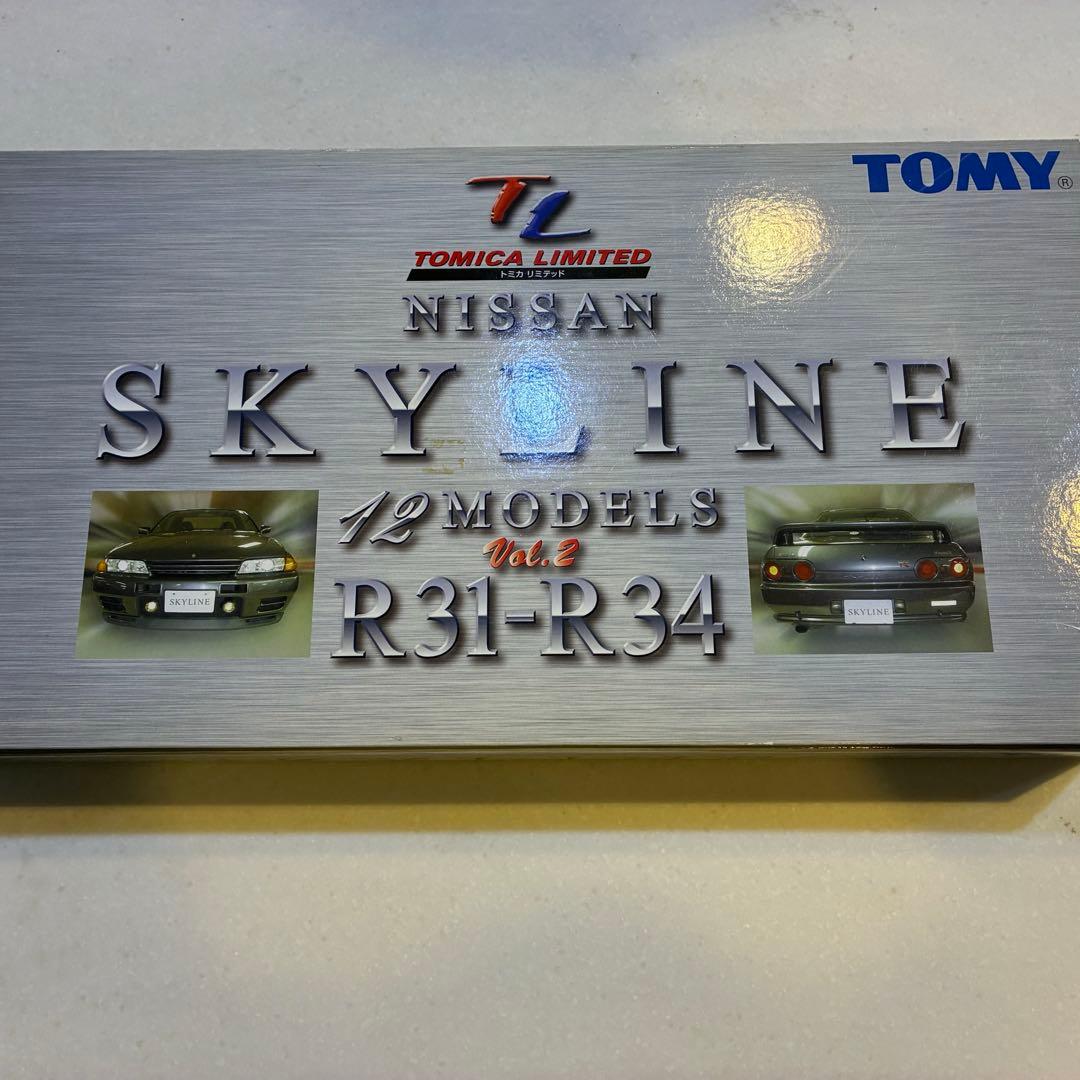 TOMY®
TL
TOMICA LIMITED
トミカ リミテッド
NISSAN
SKYLINE
12 MODELS
Vol.2
R31-R34
SKYLINE
SKYLINE